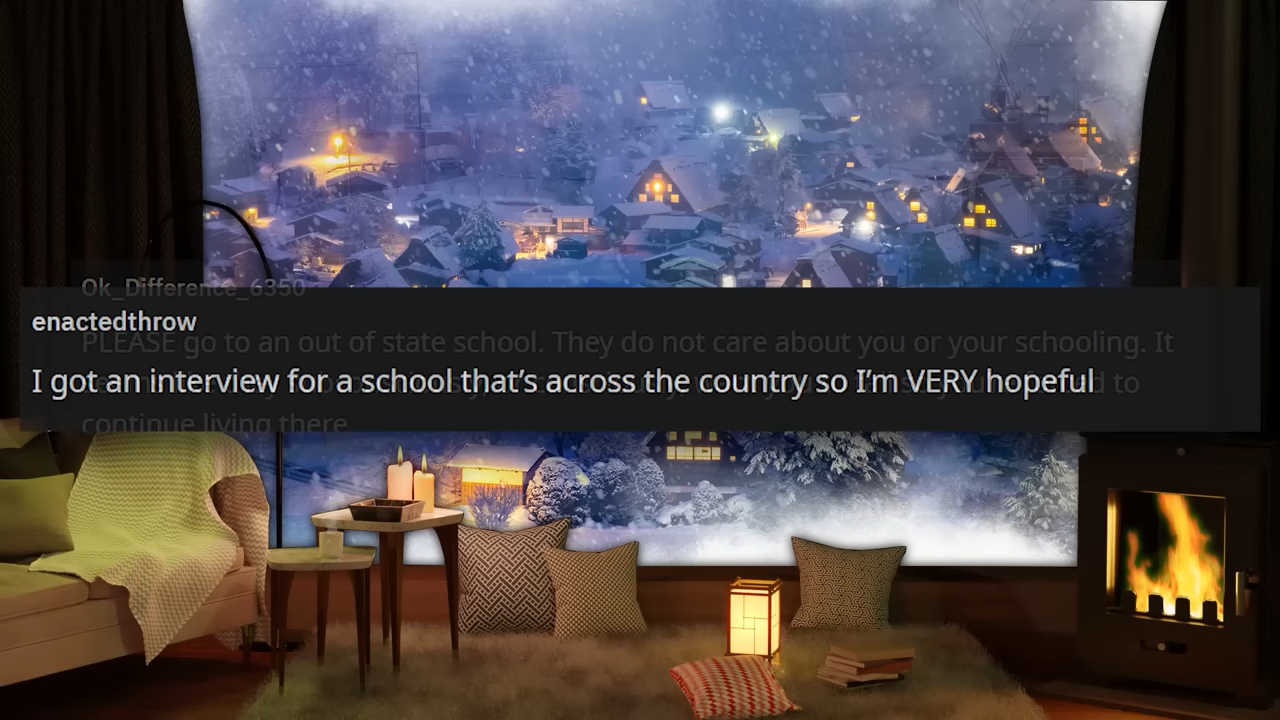 Ok_Difference_6350
enactedthrow
PLEASE go to an out of state school. They do not care about you or your schooling. It
I got an interview for a school that’s across the country so I’m VERY hopeful
to
continue living there